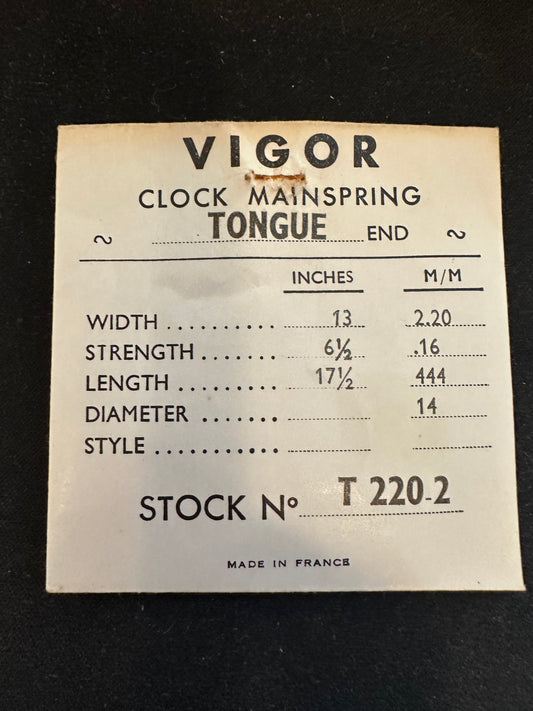 VIGOR
CLOCK MAINSPRING
~ TONGUE END ~
INCHES M/M
WIDTH .......... 13 2.20
STRENGTH ....... 6½ .16
LENGTH .......... 17½ 444
DIAMETER ....... 14
STYLE ...........
STOCK Nº T 220-2
MADE IN FRANCE